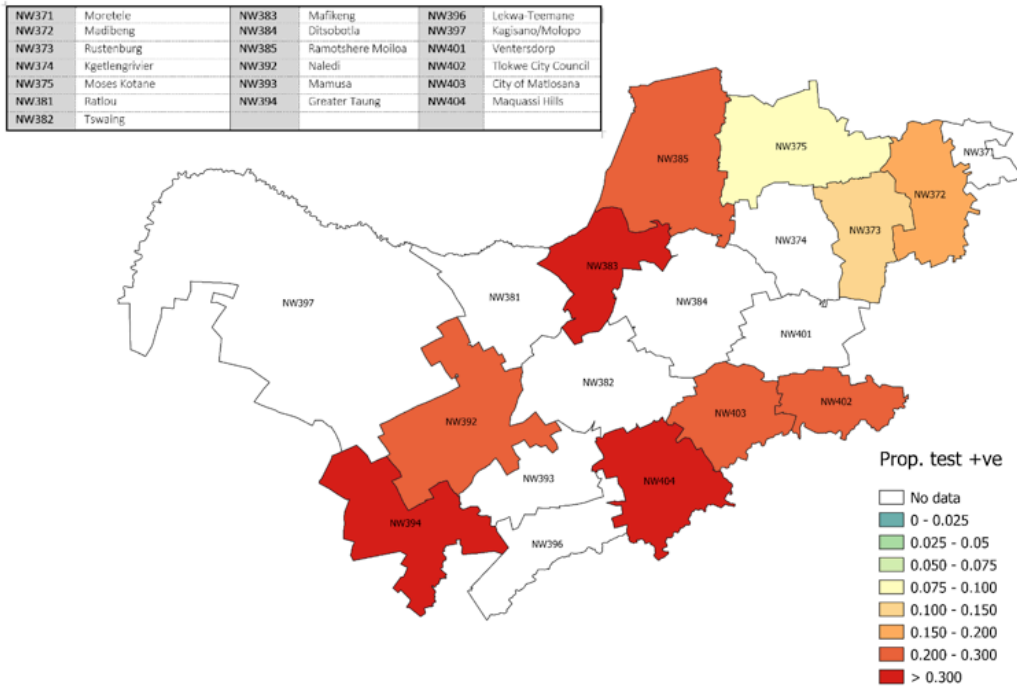 NW371 Moretele NW383 Mafikeng NW396 Lekwa-Teemane
NW372 Madibeng NW384 Ditsobotla NW397 Kagisano/Molopo
NW373 Rustenburg NW385 Ramotshere Moiloa NW401 Ventersdorp
NW374 Kgetlengrivier NW392 Naledi NW402 Tlokwe City Council
NW375 Moses Kotane NW393 Mamusa NW403 City of Matlosana
NW381 Ratlou NW394 Greater Taung NW404 Maquassi Hills
NW382 Tswaing
NW375
NW371
NW385
NW372
NW373
NW374
NW383
NW381
NW384
NW397
NW401
NW382
NW402
NW403
NW392
NW393
NW404
NW394
NW396
Prop. test +ve
No data
0 - 0.025
0.025 - 0.05
0.050 - 0.075
0.075 - 0.100
0.100 - 0.150
0.150 - 0.200
0.200 - 0.300
> 0.300